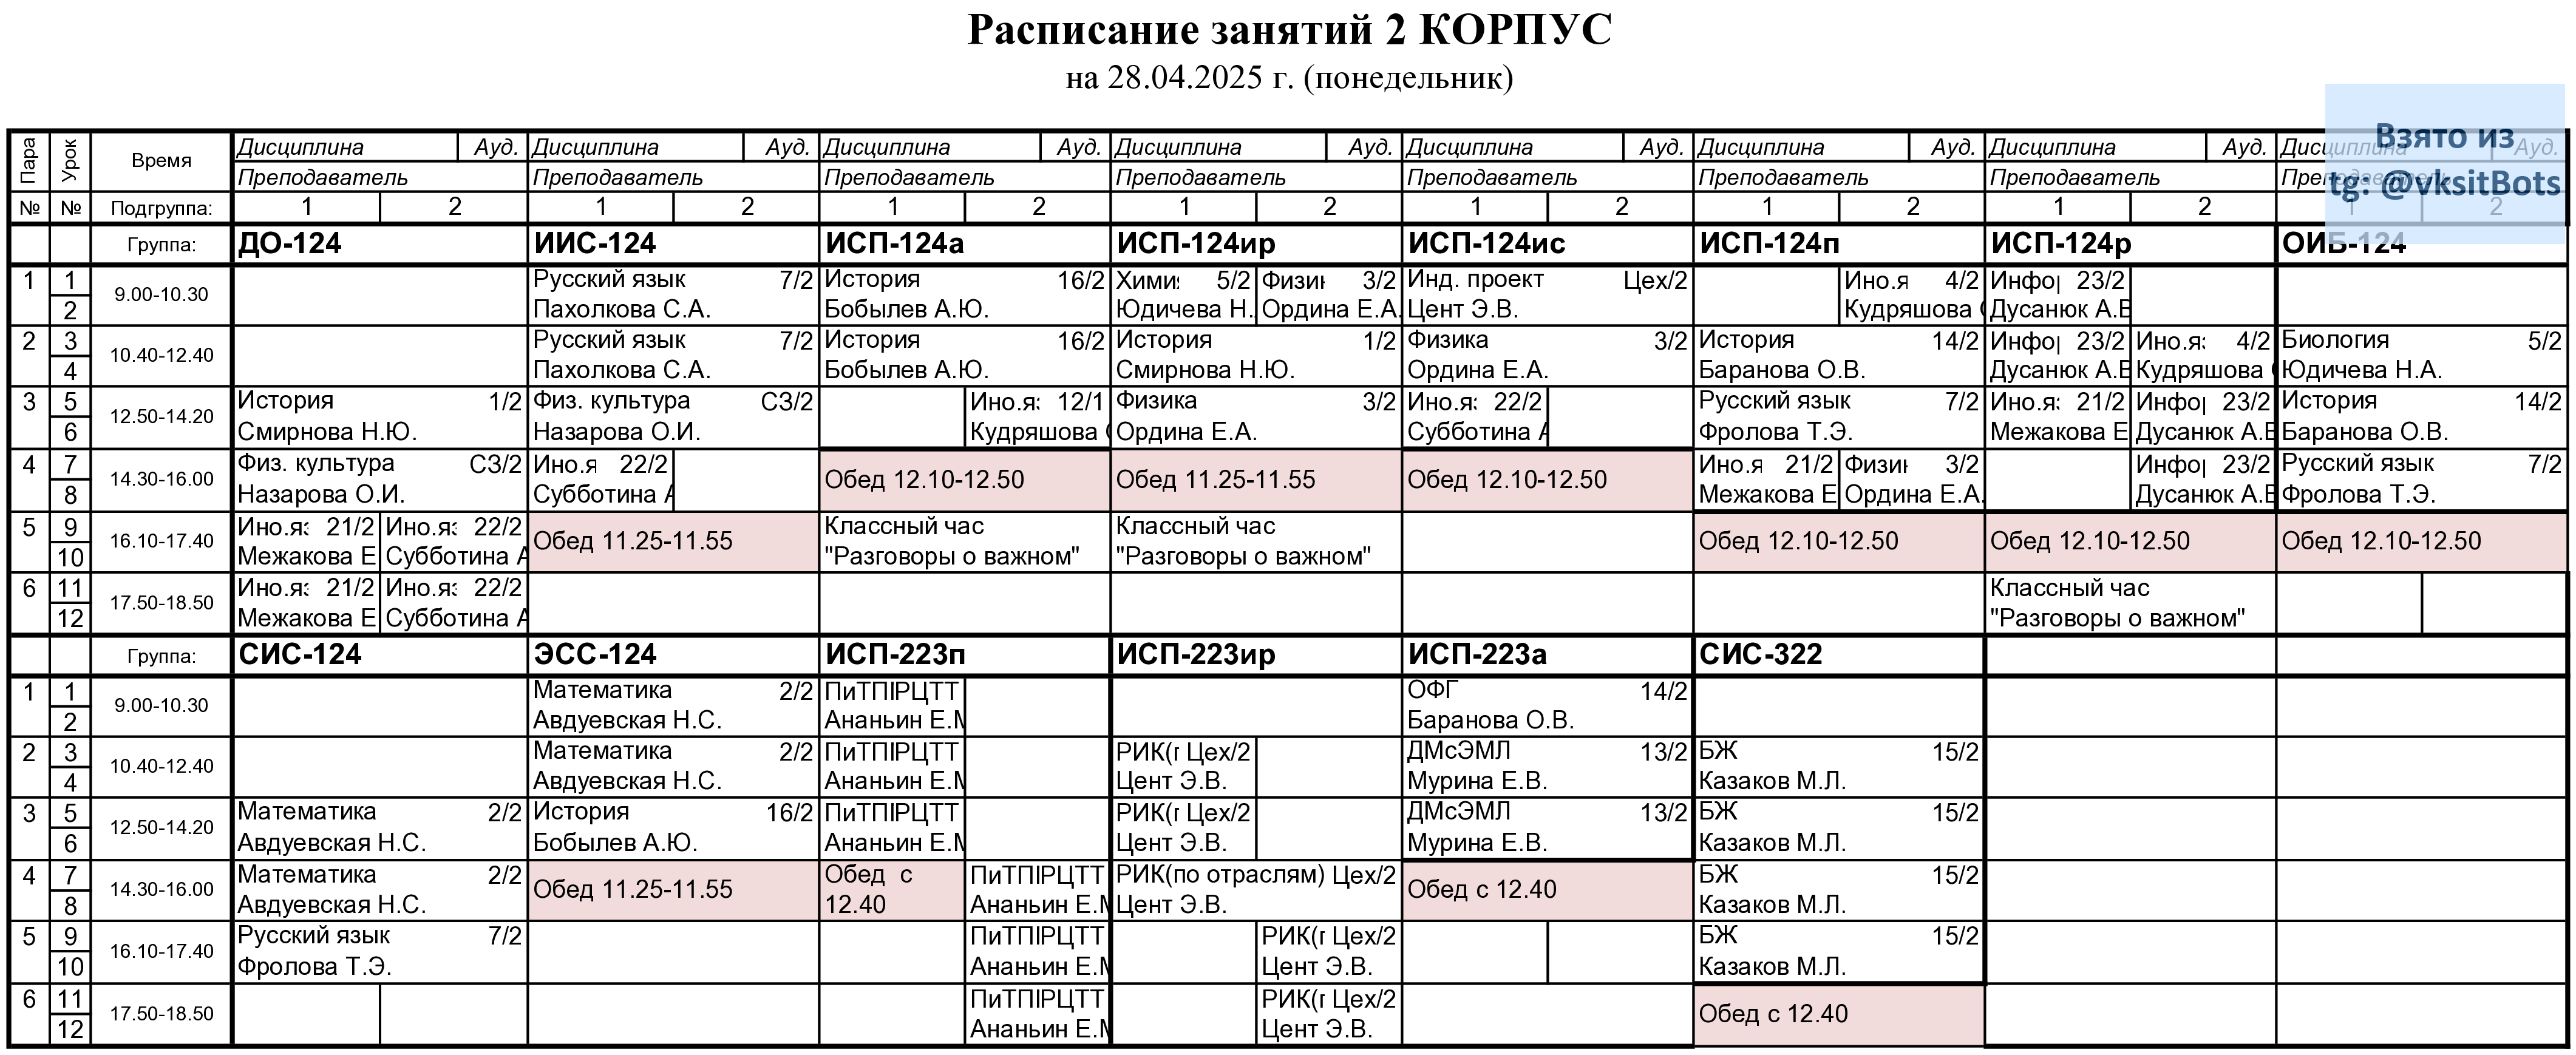 Расписание занятий 2 КОРПУС
на 28.04.2025 г. (понедельник)
Взято из
tg: @vksitBots
Пара Урок Время Дисциплина Ауд. Дисциплина Ауд. Дисциплина Ауд. Дисциплина Ауд. Дисциплина Ауд. Дисциплина Ауд. Дисциплина Ауд. Дисциплина Ауд.
Преподаватель Преподаватель Преподаватель Преподаватель Преподаватель Преподаватель Преподаватель Преподаватель
№ № Подгруппа: 1 2 1 2 1 2 1 2 1 2 1 2 1 2 1 2
Группа: ДО-124 ИИС-124 ИСП-124а ИСП-124ир ИСП-124ис ИСП-124п ИСП-124р ОИБ-124
1 1 9.00-10.30 Русский язык 7/2 История 16/2 Хими 5/2 Физик 3/2 Инд. проект Цех/2 Ино.я 4/2 Инфо 23/2
2 Пахолкова С.А. Бобылев А.Ю. Юдичева Н. Ордина Е.А. Цент Э.В. Кудряшова Дусанюк А.В
2 3 10.40-12.40 Русский язык 7/2 История 16/2 История 1/2 Физика 3/2 История 14/2 Инфо 23/2 Ино.яз 4/2 Биология 5/2
4 Пахолкова С.А. Бобылев А.Ю. Смирнова Н.Ю. Ордина Е.А. Баранова О.В. Дусанюк А.В Кудряшова Юдичева Н.А.
3 5 12.50-14.20 История 1/2 Физ. культура СЗ/2 Ино.яз 12/1 Физика 3/2 Ино.яз 22/2 Русский язык 7/2 Ино.яз 21/2 Инфо 23/2 История 14/2
6 Смирнова Н.Ю. Назарова О.И. Кудряшова Ордина Е.А. Субботина А Фролова Т.Э. Межакова Е Дусанюк А.В Баранова О.В.
4 7 14.30-16.00 Физ. культура СЗ/2 Ино.я 22/2 Обед 12.10-12.50 Обед 11.25-11.55 Обед 12.10-12.50 Ино.я 21/2 Физик 3/2 Инфо 23/2 Русский язык 7/2
8 Назарова О.И. Субботина А Межакова Е Ордина Е.А. Дусанюк А.В Фролова Т.Э.
5 9 16.10-17.40 Ино.яз 21/2 Ино.яз 22/2 Обед 11.25-11.55 Классный час Классный час Обед 12.10-12.50 Обед 12.10-12.50 Обед 12.10-12.50
10 Межакова Е Субботина А "Разговоры о важном" "Разговоры о важном"
6 11 17.50-18.50 Ино.яз 21/2 Ино.яз 22/2 Классный час
12 Межакова Е Субботина А "Разговоры о важном"
Группа: СИС-124 ЭСС-124 ИСП-223п ИСП-223ир ИСП-223а СИС-322
1 1 9.00-10.30 Математика 2/2 ПиТПІРЦТТ ОФГ 14/2
2 Авдуевская Н.С. Ананьин Е.М Баранова О.В.
2 3 10.40-12.40 Математика 2/2 ПиТПІРЦТТ РИК(г Цех/2 ДМсЭМЛ 13/2 БЖ 15/2
4 Авдуевская Н.С. Ананьин Е.М Цент Э.В. Мурина Е.В. Казаков М.Л.
3 5 12.50-14.20 Математика 2/2 История 16/2 ПиТПІРЦТТ РИК(г Цех/2 ДМсЭМЛ 13/2 БЖ 15/2
6 Авдуевская Н.С. Бобылев А.Ю. Ананьин Е.М Цент Э.В. Мурина Е.В. Казаков М.Л.
4 7 14.30-16.00 Математика 2/2 Обед 11.25-11.55 Обед с ПиТПІРЦТТ РИК(по отраслям) Цех/2 Обед с 12.40 БЖ 15/2
8 Авдуевская Н.С. 12.40 Ананьин Е.М Цент Э.В. Казаков М.Л.
5 9 16.10-17.40 Русский язык 7/2 ПиТПІРЦТТ РИК(г Цех/2 БЖ 15/2
10 Фролова Т.Э. Ананьин Е.М Цент Э.В. Казаков М.Л.
6 11 17.50-18.50 ПиТПІРЦТТ РИК(г Цех/2 Обед с 12.40
12 Ананьин Е.М Цент Э.В.